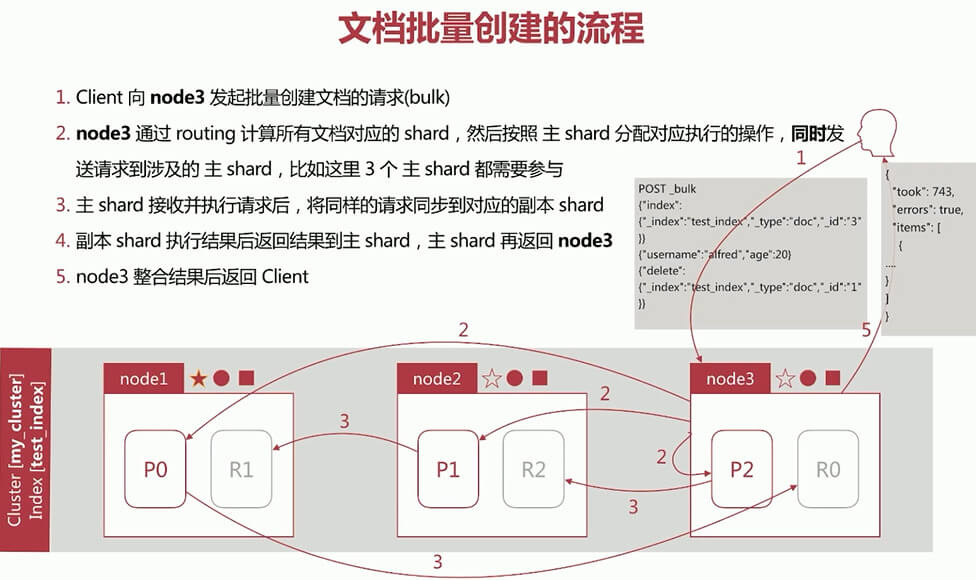 文档批量创建的流程
1. Client 向 node3 发起批量创建文档的请求(bulk)
2. node3 通过 routing 计算所有文档对应的 shard，然后按照 主 shard 分配对应执行的操作，同时发
送请求到涉及的 主 shard，比如这里 3 个 主 shard 都需要参与
3. 主 shard 接收并执行请求后，将同样的请求同步到对应的副本 shard
4. 副本 shard 执行结果后返回结果到主 shard，主 shard 再返回 node3
5. node3 整合结果后返回 Client
1
POST _bulk
{"index":
{"_index":"test_index","_type":"doc","_id":"3"
}}
{"username":"alfred","age":20}
{"delete":
{"_index":"test_index","_type":"doc","_id":"1"
}}
{
"took": 743,
"errors": true,
"items": [
{
....
}
]
}
5
2
Cluster [my_cluster]
Index [test_index]
node1
node2
node3
2
3
2
3
3
P0
R1
P1
R2
P2
R0